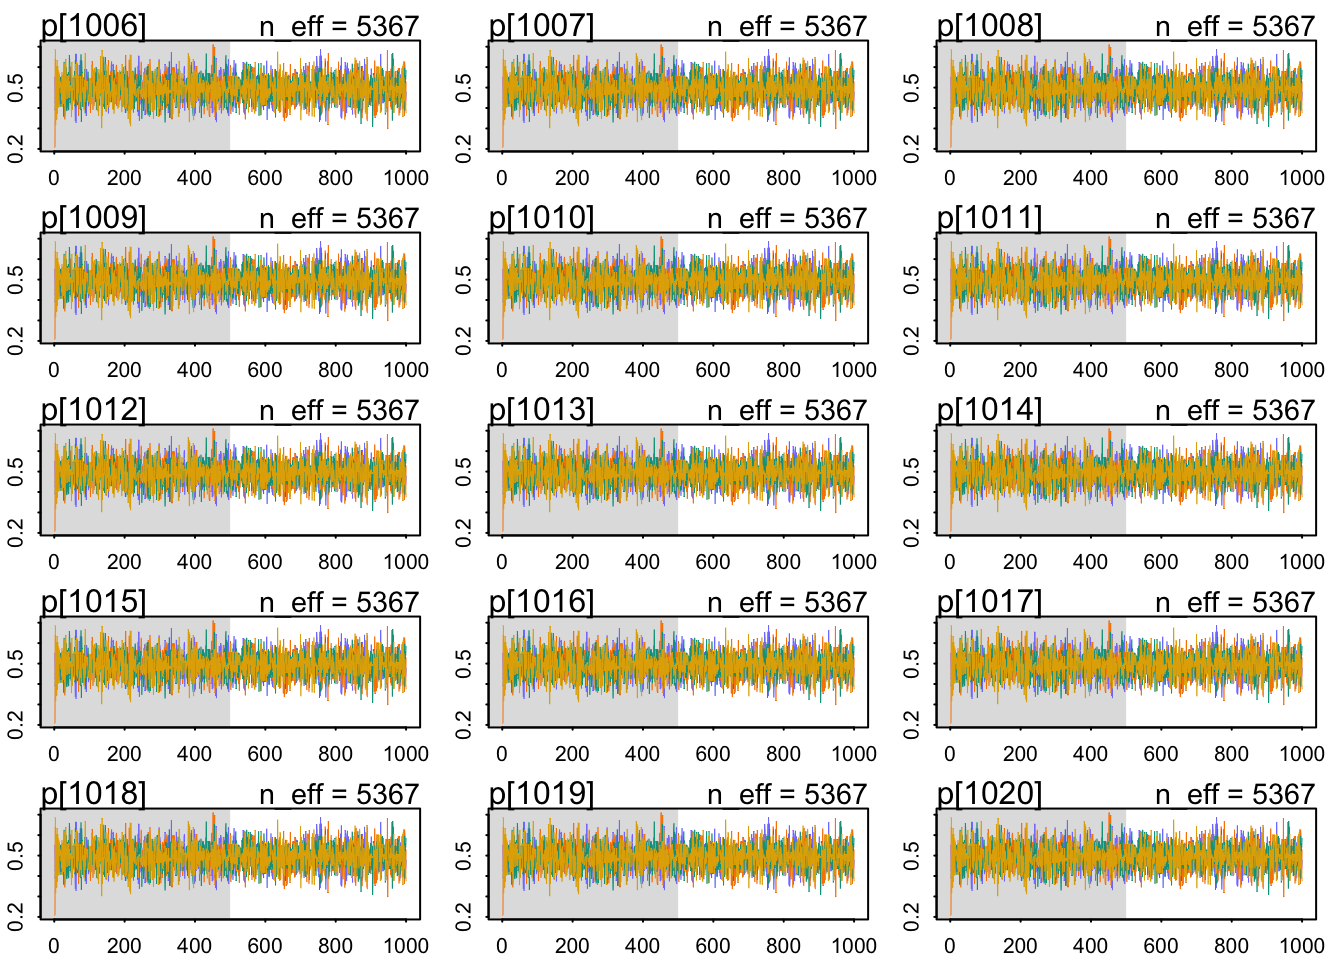 p[1006] n_eff = 5367 p[1007] n_eff = 5367 p[1008] n_eff = 5367
0.2 0.5 0.2 0.5 0.2 0.5
0 200 400 600 800 1000 0 200 400 600 800 1000 0 200 400 600 800 1000
p[1009] n_eff = 5367 p[1010] n_eff = 5367 p[1011] n_eff = 5367
0.2 0.5 0.2 0.5 0.2 0.5
0 200 400 600 800 1000 0 200 400 600 800 1000 0 200 400 600 800 1000
p[1012] n_eff = 5367 p[1013] n_eff = 5367 p[1014] n_eff = 5367
0.2 0.5 0.2 0.5 0.2 0.5
0 200 400 600 800 1000 0 200 400 600 800 1000 0 200 400 600 800 1000
p[1015] n_eff = 5367 p[1016] n_eff = 5367 p[1017] n_eff = 5367
0.2 0.5 0.2 0.5 0.2 0.5
0 200 400 600 800 1000 0 200 400 600 800 1000 0 200 400 600 800 1000
p[1018] n_eff = 5367 p[1019] n_eff = 5367 p[1020] n_eff = 5367
0.2 0.5 0.2 0.5 0.2 0.5
0 200 400 600 800 1000 0 200 400 600 800 1000 0 200 400 600 800 1000